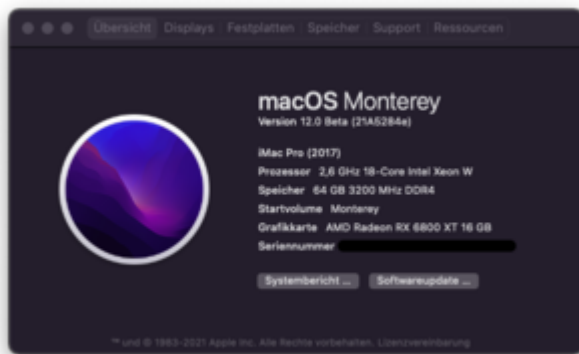 Übersicht Displays Festplatten Speicher Support Ressourcen
macOS Monterey
Version 12.0 Beta (21A5284e)
iMac Pro (2017)
Prozessor 2,6 GHz 18-Core Intel Xeon W
Speicher 64 GB 3200 MHz DDR4
Startvolume Monterey
Grafikkarte AMD Radeon RX 6800 XT 16 GB
Seriennummer
Systembericht ... Softwareupdate ...
™ und © 1983-2021 Apple Inc. Alle Rechte vorbehalten. Lizenzvereinbarung